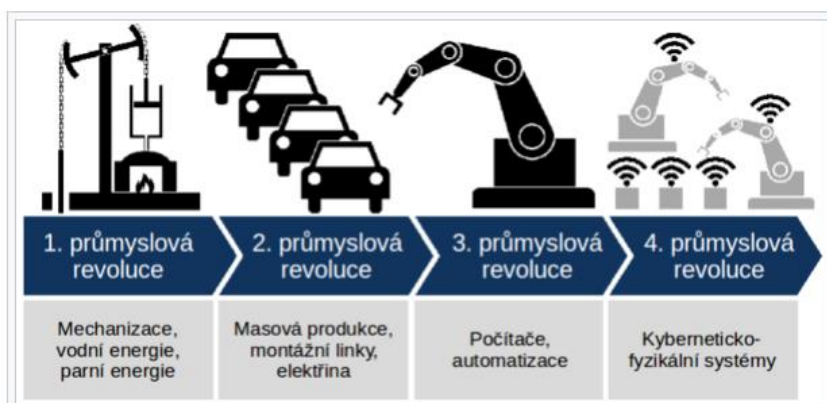 1. průmyslová
revoluce
2. průmyslová
revoluce
3. průmyslová
revoluce
4. průmyslová
revoluce
Mechanizace,
vodní energie,
parní energie
Masová produkce,
montážní linky,
elektřina
Počítače,
automatizace
Kyberneticko-
fyzikální systémy